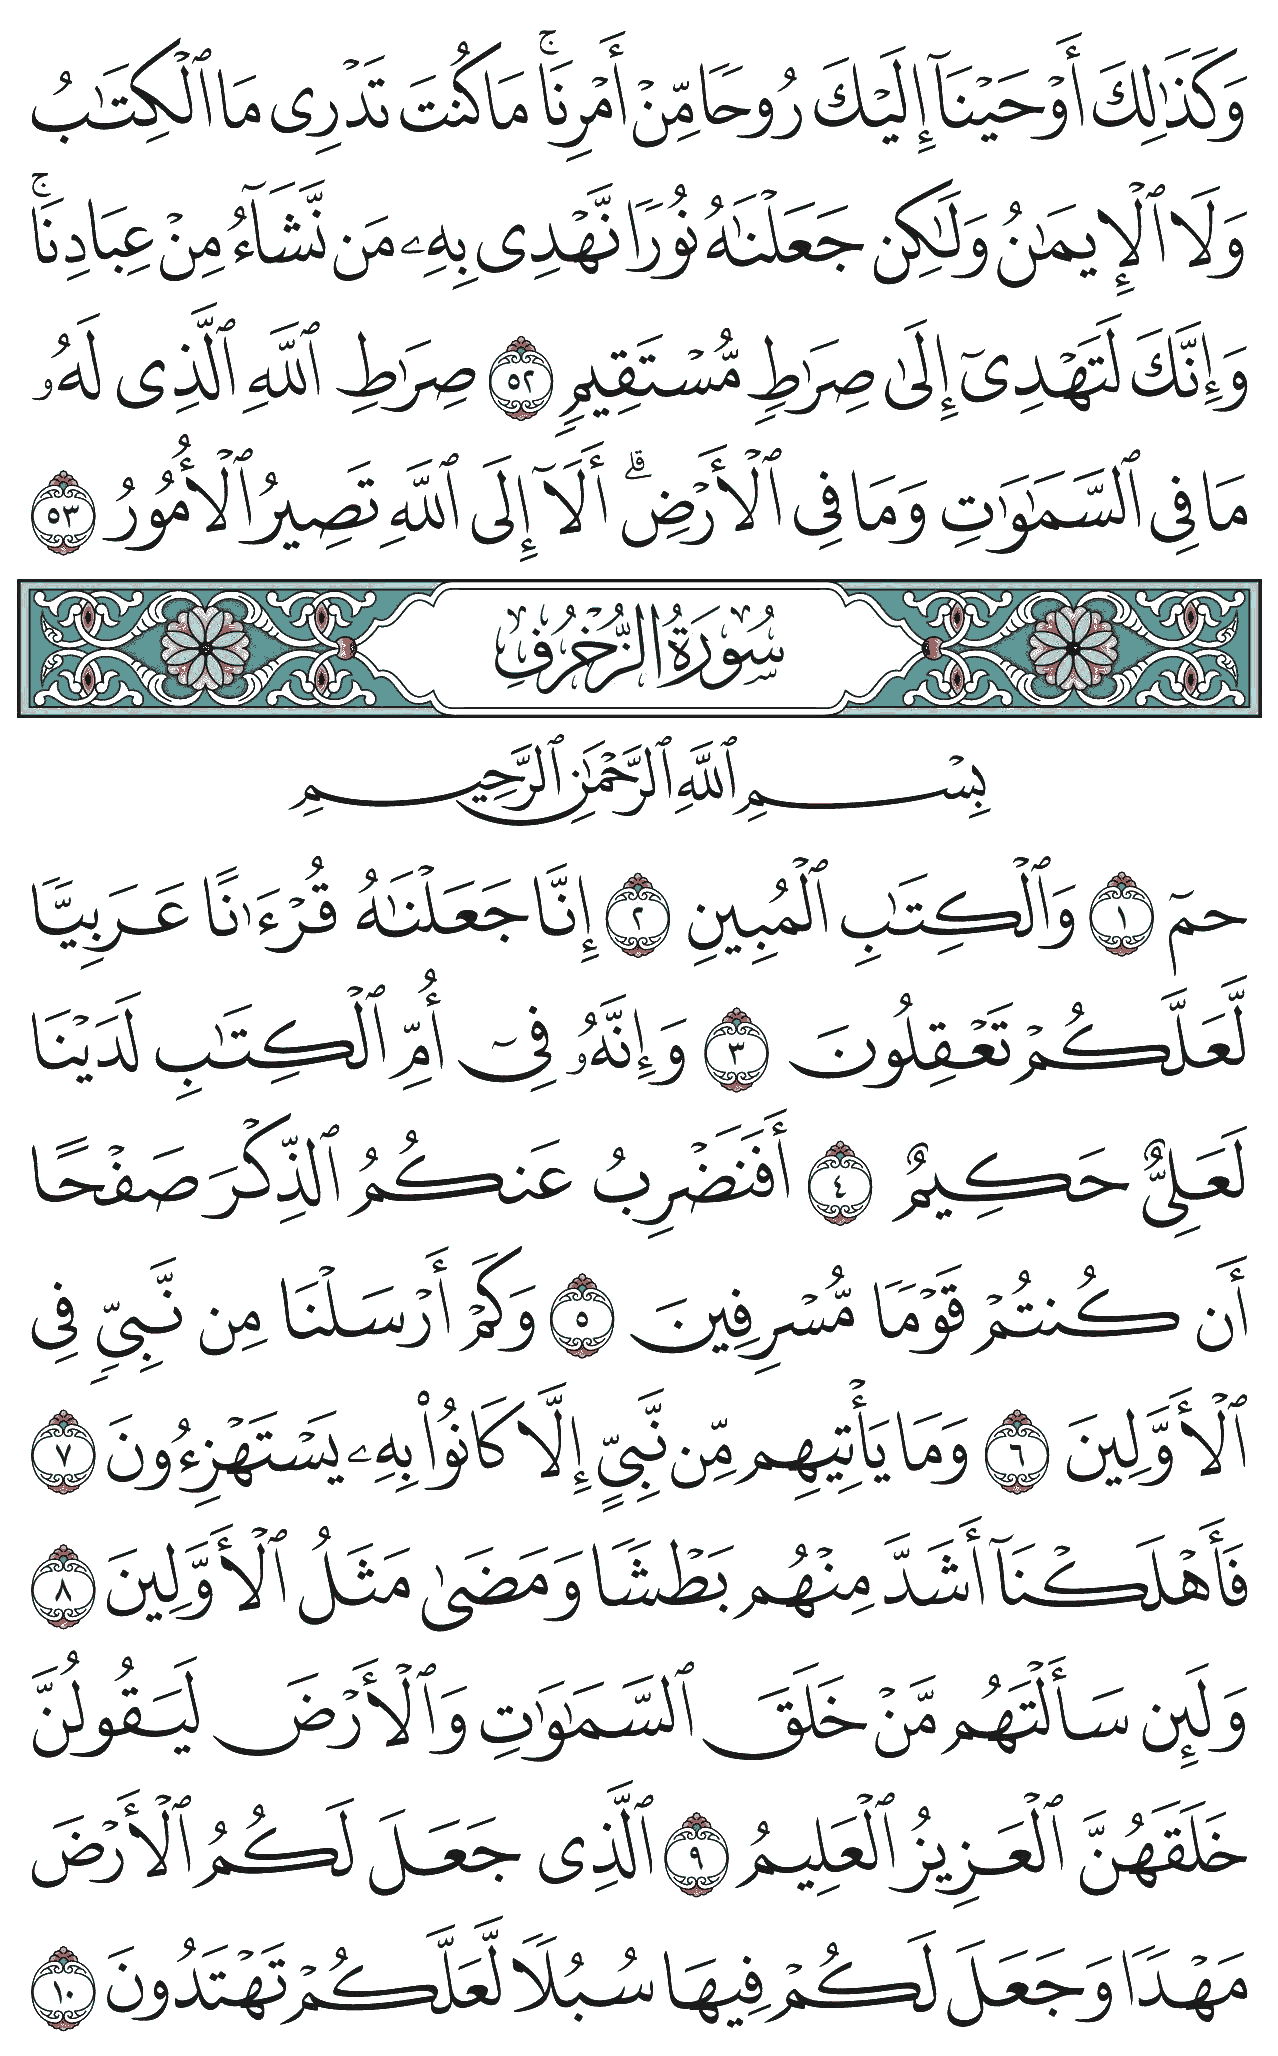 وَكَذَٰلِكَ أَوْحَيْنَآ إِلَيْكَ رُوحًا مِّنْ أَمْرِنَا ۚ مَا كُنتَ تَدْرِى مَا ٱلْكِتَـٰبُ
وَلَا ٱلْإِيمَـٰنُ وَلَـٰكِن جَعَلْنَـٰهُ نُورًا نَّهْدِى بِهِۦ مَن نَّشَآءُ مِنْ عِبَادِنَا ۚ
وَإِنَّكَ لَتَهْدِىٓ إِلَىٰ صِرَٰطٍ مُّسْتَقِيمٍ ٥٢ صِرَٰطِ ٱللَّهِ ٱلَّذِى لَهُۥ
مَا فِى ٱلسَّمَـٰوَٰتِ وَمَا فِى ٱلْأَرْضِ ۗ أَلَآ إِلَى ٱللَّهِ تَصِيرُ ٱلْأُمُورُ ٥٣
سُورَةُ الزُّخْرُفِ
بِسْمِ ٱللَّهِ ٱلرَّحْمَـٰنِ ٱلرَّحِيمِ
حمٓ ١ وَٱلْكِتَـٰبِ ٱلْمُبِينِ ٢ إِنَّا جَعَلْنَـٰهُ قُرْءَٰنًا عَرَبِيًّا
لَّعَلَّكُمْ تَعْقِلُونَ ٣ وَإِنَّهُۥ فِىٓ أُمِّ ٱلْكِتَـٰبِ لَدَيْنَا
لَعَلِىٌّ حَكِيمٌ ٤ أَفَنَضْرِبُ عَنكُمُ ٱلذِّكْرَ صَفْحًا
أَن كُنتُمْ قَوْمًا مُّسْرِفِينَ ٥ وَكَمْ أَرْسَلْنَا مِن نَّبِىٍّ فِى
ٱلْأَوَّلِينَ ٦ وَمَا يَأْتِيهِم مِّن نَّبِىٍّ إِلَّا كَانُوا۟ بِهِۦ يَسْتَهْزِءُونَ ٧
فَأَهْلَكْنَآ أَشَدَّ مِنْهُم بَطْشًا وَمَضَىٰ مَثَلُ ٱلْأَوَّلِينَ ٨
وَلَئِن سَأَلْتَهُم مَّنْ خَلَقَ ٱلسَّمَـٰوَٰتِ وَٱلْأَرْضَ لَيَقُولُنَّ
خَلَقَهُنَّ ٱلْعَزِيزُ ٱلْعَلِيمُ ٩ ٱلَّذِى جَعَلَ لَكُمُ ٱلْأَرْضَ
مَهْدًا وَجَعَلَ لَكُمْ فِيهَا سُبُلًا لَّعَلَّكُمْ تَهْتَدُونَ ١٠